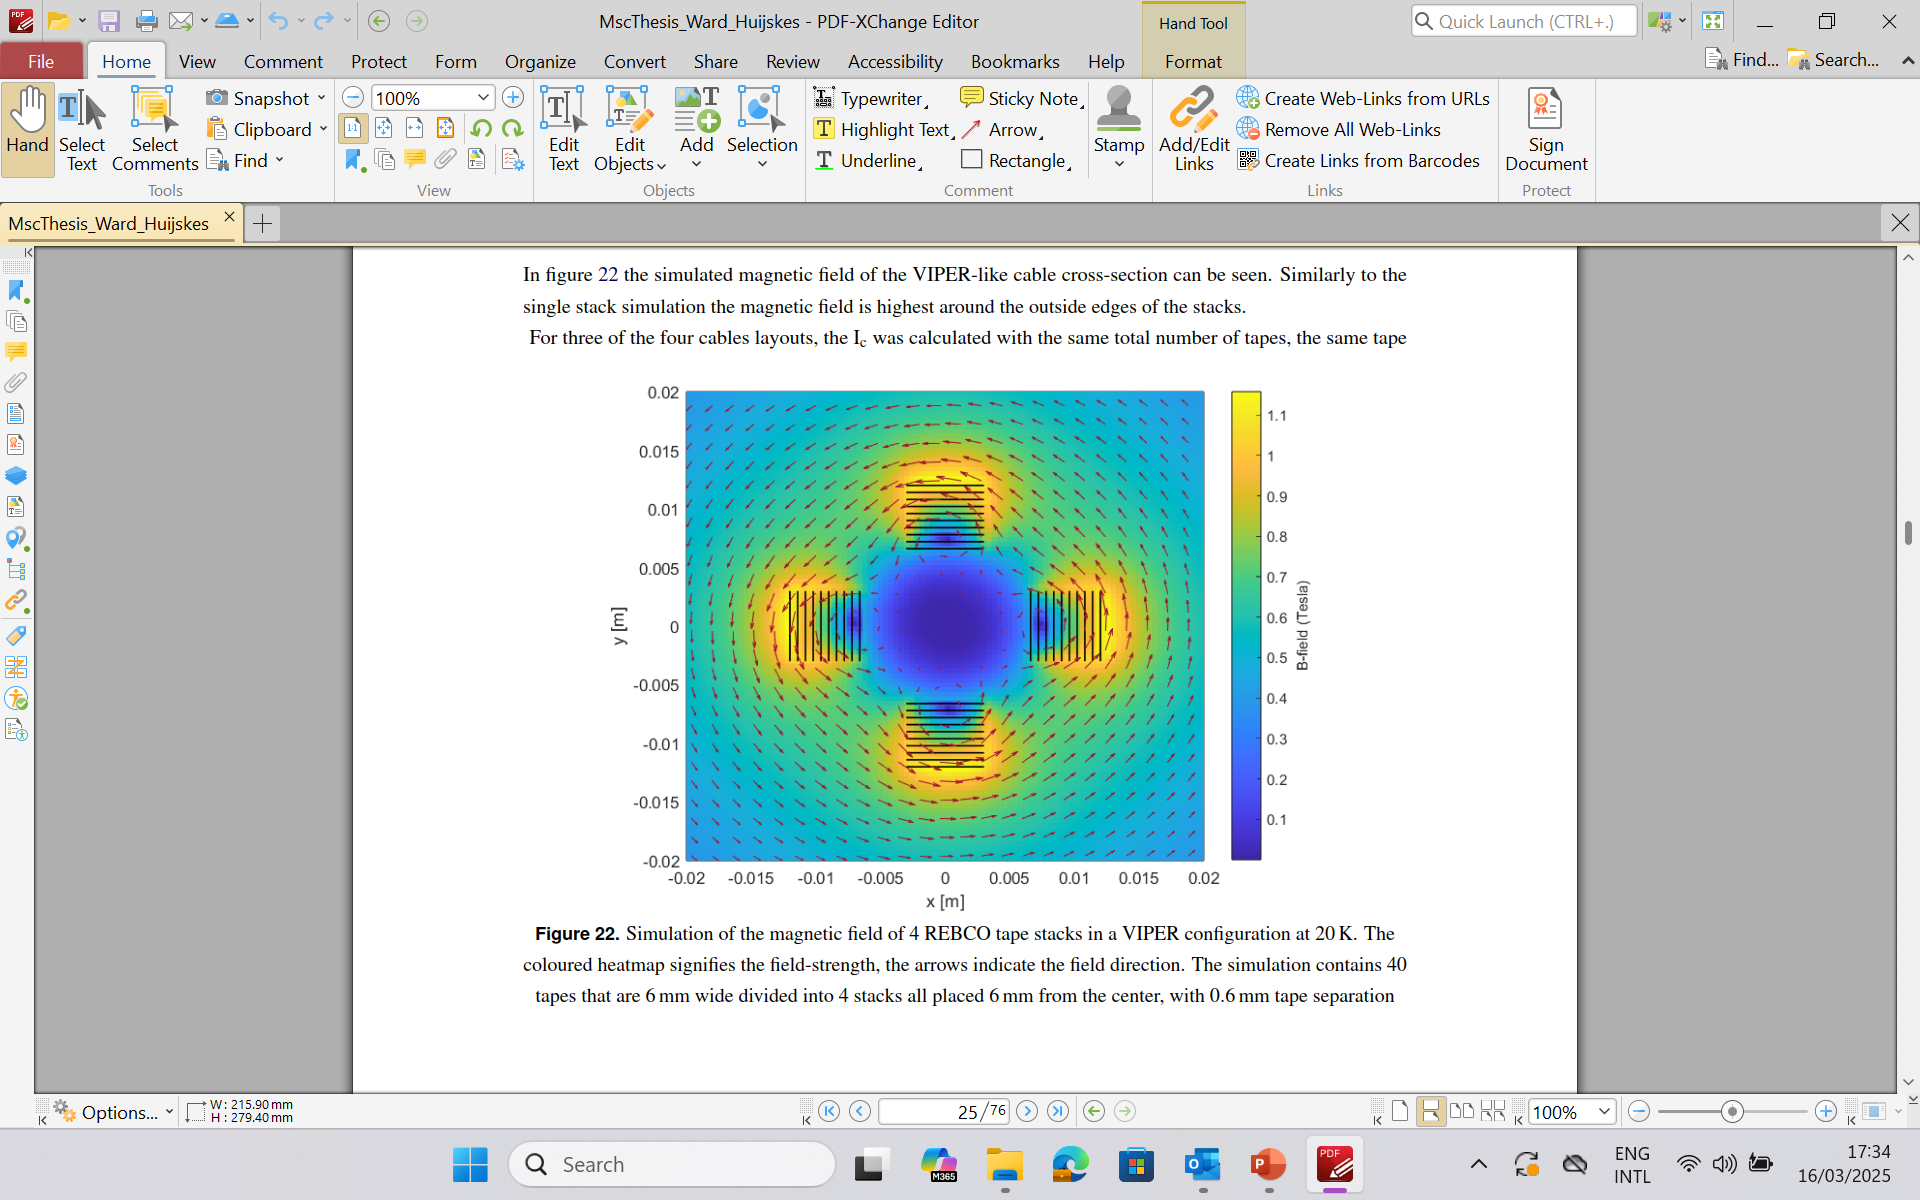 MscThesis_Ward_Huijskes - PDF-XChange Editor
Hand Tool
Quick Launch (CTRL+.)
File Home View Comment Protect Form Organize Convert Share Review Accessibility Bookmarks Help Format
Find... Search...
Hand
Select Text
Select Comments
Snapshot
Clipboard
Find
Tools
100%
View
Edit Text
Edit Objects
Add
Selection
Objects
Typewriter
Highlight Text
Underline
Sticky Note
Arrow
Rectangle
Comment
Stamp
Add/Edit Links
Create Web-Links from URLs
Remove All Web-Links
Create Links from Barcodes
Links
Sign Document
Protect
MscThesis_Ward_Huijskes
In figure 22 the simulated magnetic field of the VIPER-like cable cross-section can be seen. Similarly to the
single stack simulation the magnetic field is highest around the outside edges of the stacks.
For three of the four cables layouts, the Ic was calculated with the same total number of tapes, the same tape
0.02
0.015
0.01
0.005
0
-0.005
-0.01
-0.015
-0.02
y [m]
-0.02 -0.015 -0.01 -0.005 0 0.005 0.01 0.015 0.02
x [m]
1.1
1
0.9
0.8
0.7
0.6
0.5
0.4
0.3
0.2
0.1
B-field (Tesla)
Figure 22. Simulation of the magnetic field of 4 REBCO tape stacks in a VIPER configuration at 20 K. The
coloured heatmap signifies the field-strength, the arrows indicate the field direction. The simulation contains 40
tapes that are 6 mm wide divided into 4 stacks all placed 6 mm from the center, with 0.6 mm tape separation
Options...
W: 215.90 mm
H: 279.40 mm
25 / 76
100%
Search
M365
PDF
ENG
INTL
17:34
16/03/2025